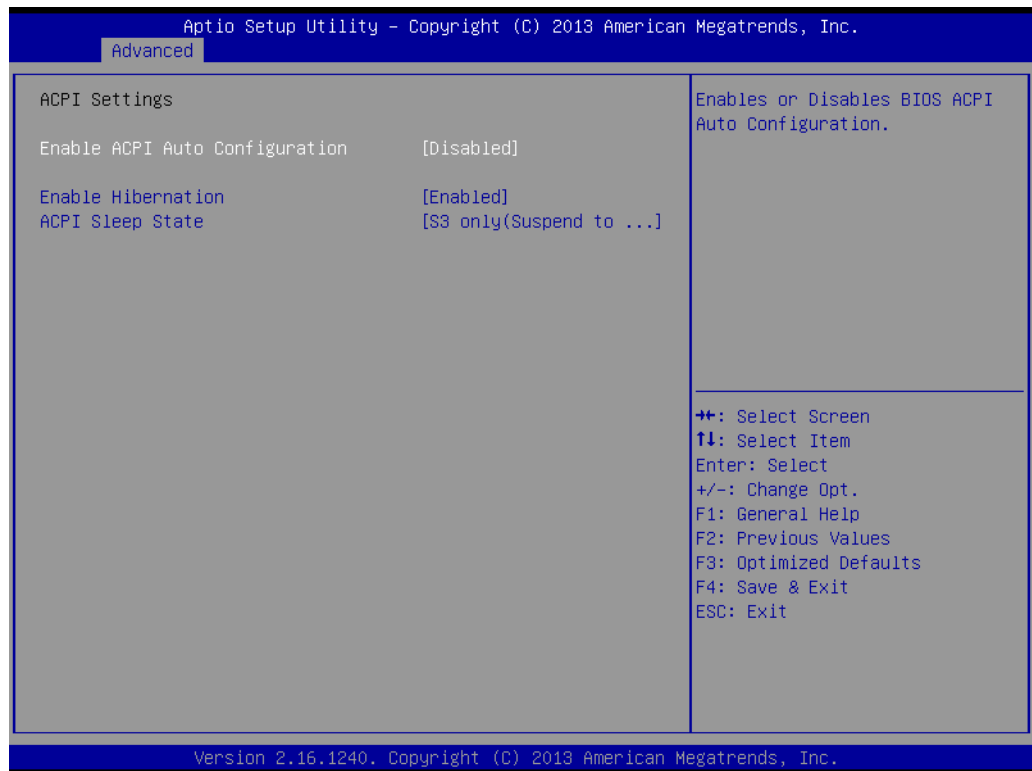 Aptio Setup Utility – Copyright (C) 2013 American Megatrends, Inc.
Advanced
ACPI Settings
Enable ACPI Auto Configuration [Disabled]
Enable Hibernation [Enabled]
ACPI Sleep State [S3 only(Suspend to ...]
Enables or Disables BIOS ACPI
Auto Configuration.
→←: Select Screen
↑↓: Select Item
Enter: Select
+/-: Change Opt.
F1: General Help
F2: Previous Values
F3: Optimized Defaults
F4: Save & Exit
ESC: Exit
Version 2.16.1240. Copyright (C) 2013 American Megatrends, Inc.